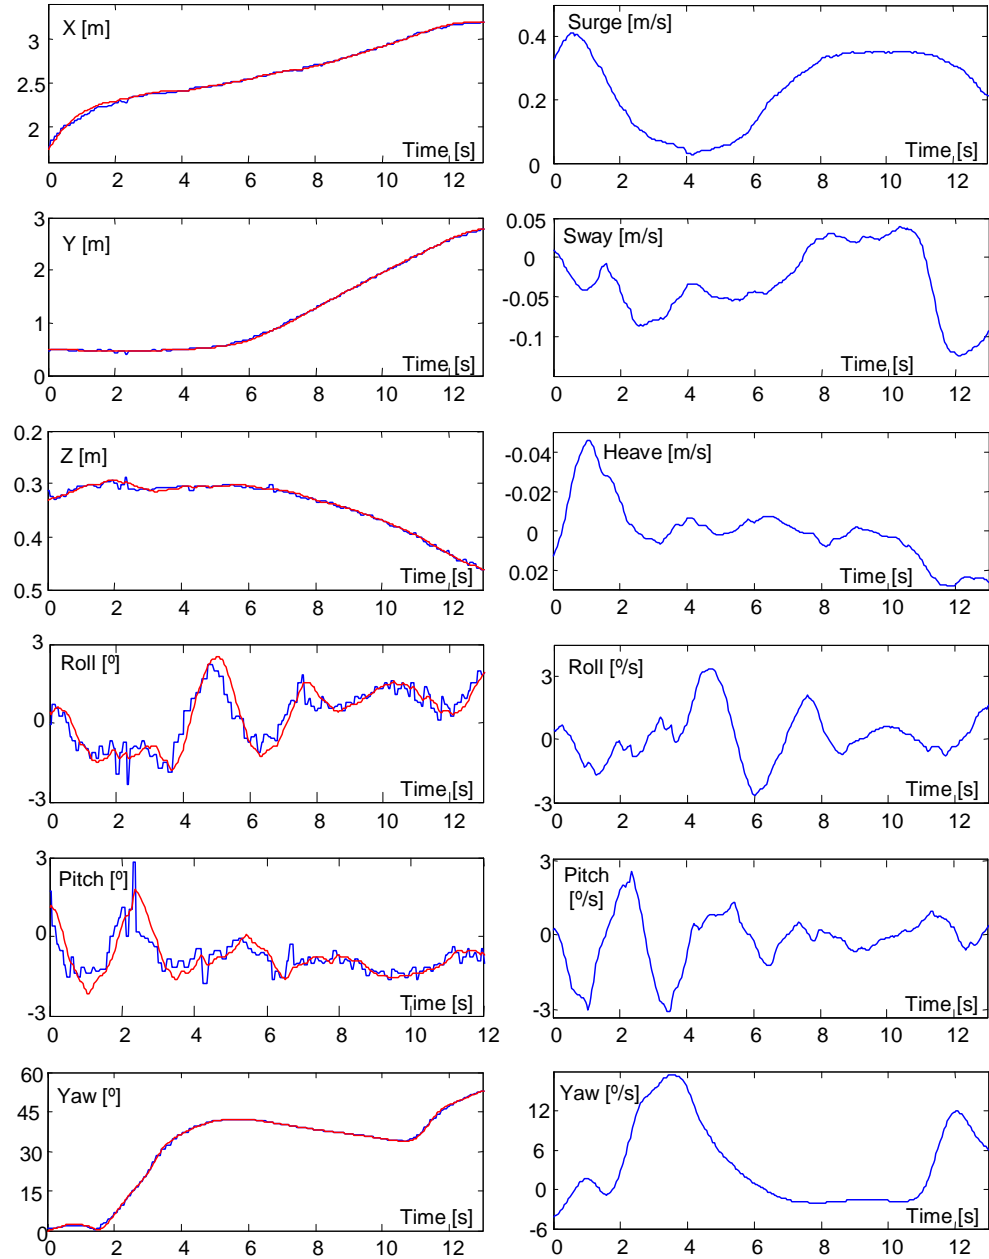 X [m]
3
2.5
2
Time [s]
0 2 4 6 8 10 12
Surge [m/s]
0.4
0.2
0
Time [s]
0 2 4 6 8 10 12
Y [m]
3
2
1
0
Time [s]
0 2 4 6 8 10 12
Sway [m/s]
0.05
0
-0.05
-0.1
Time [s]
0 2 4 6 8 10 12
Z [m]
0.2
0.3
0.4
0.5
Time [s]
0 2 4 6 8 10 12
Heave [m/s]
-0.04
-0.02
0
0.02
Time [s]
0 2 4 6 8 10 12
Roll [º]
3
0
-3
Time [s]
0 2 4 6 8 10 12
Roll [º/s]
3
0
-3
Time [s]
0 2 4 6 8 10 12
Pitch [º]
3
0
-3
Time [s]
0 2 4 6 8 10 12
Pitch
[º/s]
3
0
-3
Time [s]
0 2 4 6 8 10 12
Yaw [º]
60
45
30
15
0
Time [s]
0 2 4 6 8 10 12
Yaw [º/s]
12
6
0
-6
Time [s]
0 2 4 6 8 10 12